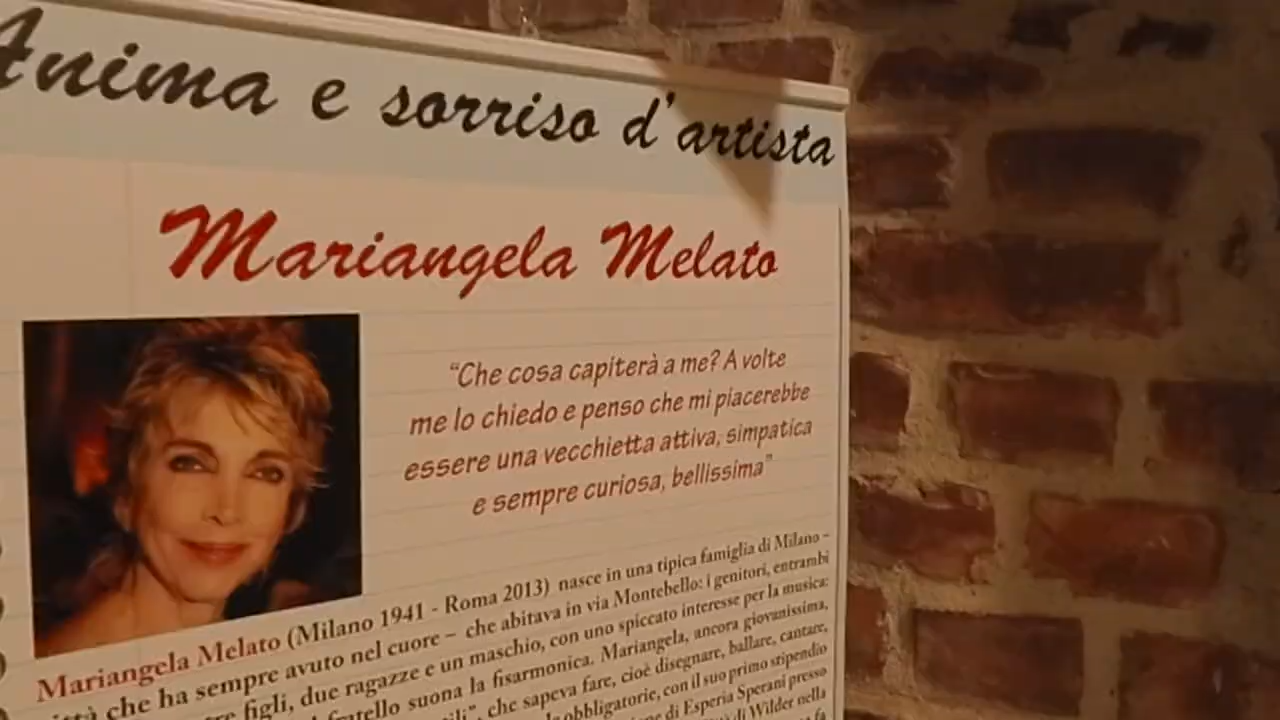 Anima e sorriso d'artista
Mariangela Melato
“Che cosa capiterà a me? A volte
me lo chiedo e penso che mi piacerebbe
essere una vecchietta attiva, simpatica
e sempre curiosa, bellissima”
Mariangela Melato (Milano 1941 - Roma 2013) nasce in una tipica famiglia di Milano –
che ha sempre avuto nel cuore – che abitava in via Montebello: i genitori, entrambi
figli, due ragazze e un maschio, con uno spiccato interesse per la musica:
fratello suona la fisarmonica. Mariangela, ancora giovanissima,
che sapeva fare, cioè disegnare, ballare, cantare,
obbligatorie, con il suo primo stipendio
di Esperia Sperani presso
di Wilder nella